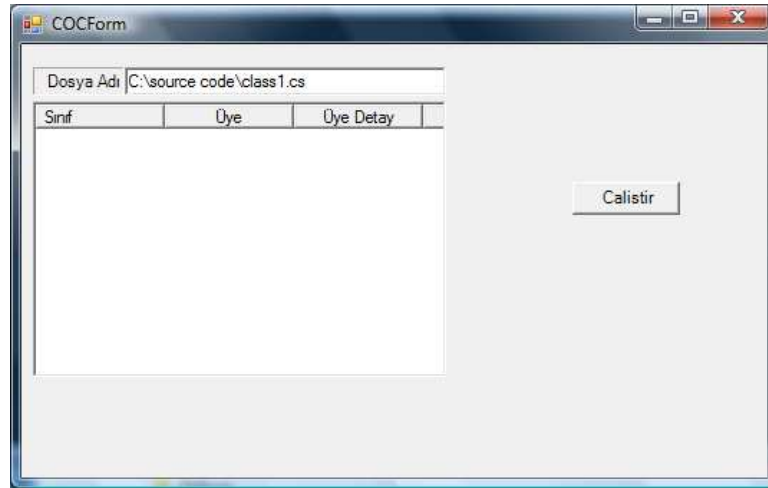 COCForm
Dosya Adı C:\source code\class1.cs
Sınıf Üye Üye Detay
Calistir